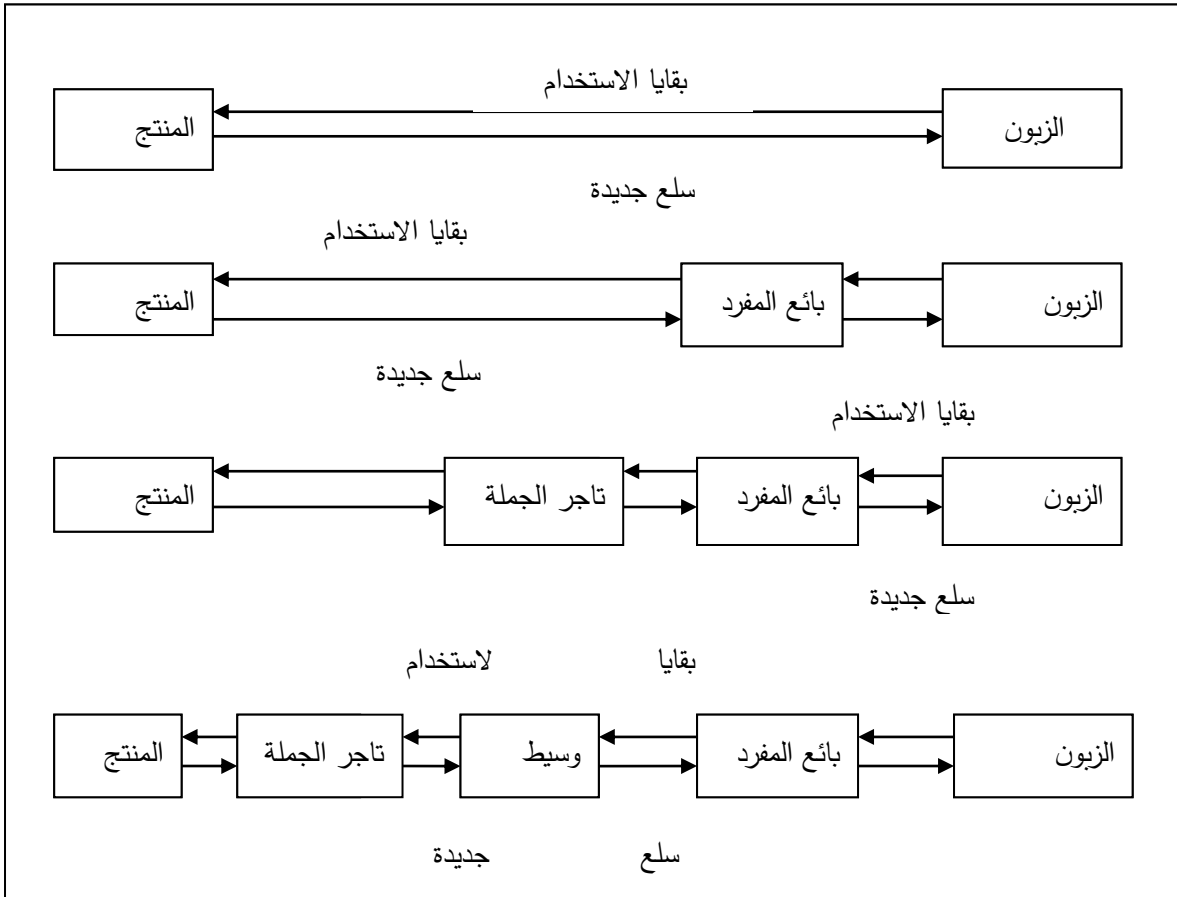 بقايا الاستخدام
الزبون المنتج
سلع جديدة
بقايا الاستخدام
الزبون بائع المفرد المنتج
سلع جديدة
بقايا الاستخدام
الزبون بائع المفرد تاجر الجملة المنتج
سلع جديدة
بقايا لاستخدام
الزبون بائع المفرد وسيط تاجر الجملة المنتج
سلع جديدة